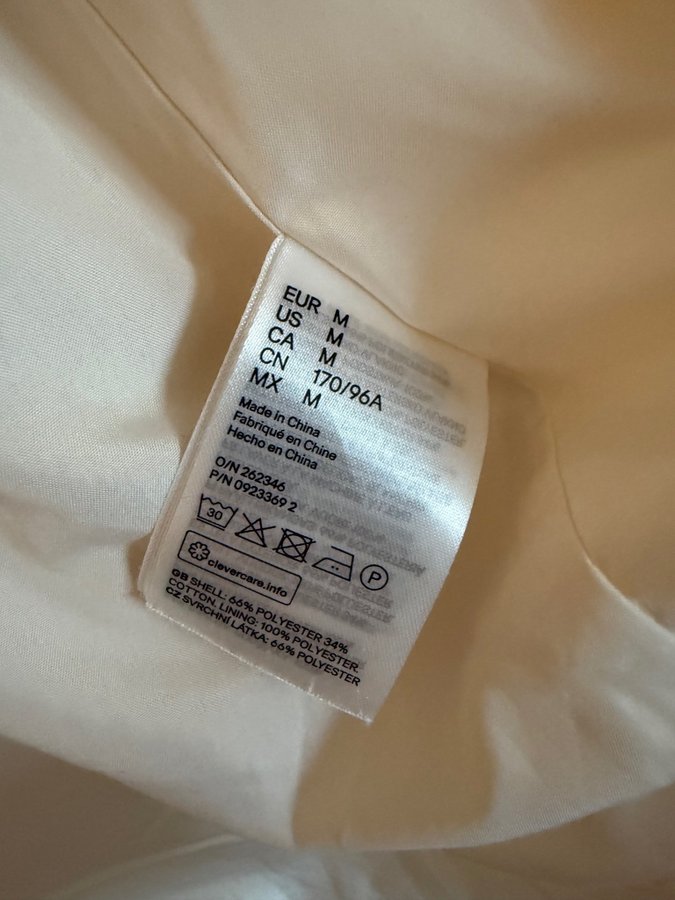 EUR M
US M
CA M
CN 170/96A
MX M
Made in China
Fabriqué en Chine
Hecho en China
O/N 262346
P/N 0923369 2
30
P
clevercare.info
GB SHELL: 66% POLYESTER 34%
COTTON. LINING: 100% POLYESTER.
CZ SVRCHNÍ LÁTKA: 66% POLYESTER